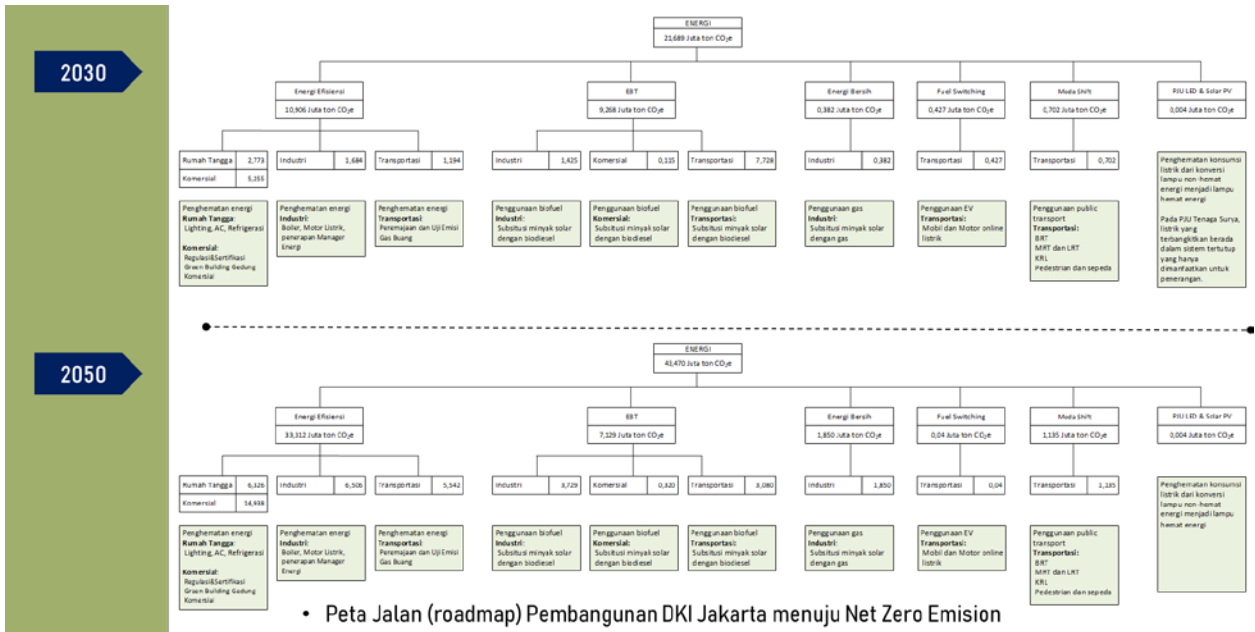 2030
ENERGI
21,689 Juta ton CO₂e
Energi Efisiensi
10,906 Juta ton CO₂e
EBT
9,268 Juta ton CO₂e
Energi Bersih
0,382 Juta ton CO₂e
Fuel Switching
0,427 Juta ton CO₂e
Moda Shift
0,702 Juta ton CO₂e
PJU LED & Solar PV
0,004 Juta ton CO₂e
Rumah Tangga 2,773
Komersial 5,255
Industri 1,684
Transportasi 1,194
Industri 1,425
Komersial 0,115
Transportasi 7,728
Industri 0,382
Transportasi 0,427
Transportasi 0,702
Penghematan energi
Rumah Tangga:
Lighting, AC, Refrigerasi
Komersial:
Regulasi&Sertifikasi
Green Building Gedung
Komersial
Penghematan energi
Industri:
Boiler, Motor Listrik,
penerapan Manager
Energi
Penghematan energi
Transportasi:
Peremajaan dan Uji Emisi
Gas Buang
Penggunaan biofuel
Industri:
Subsitusi minyak solar
dengan biodiesel
Penggunaan biofuel
Komersial:
Subsitusi minyak solar
dengan biodiesel
Penggunaan biofuel
Transportasi:
Subsitusi minyak solar
dengan biodiesel
Penggunaan gas
Industri:
Subsitusi minyak solar
dengan gas
Penggunaan EV
Transportasi:
Mobil dan Motor online
listrik
Penggunaan public
transport
Transportasi:
BRT
MRT dan LRT
KRL
Pedestrian dan sepeda
Penghematan konsumsi
listrik dari konversi
lampu non-hemat
energi menjadi lampu
hemat energi
Pada PJU Tenaga Surya,
listrik yang
terbangkitkan berada
dalam sistem tertutup
yang hanya
dimanfaatkan untuk
penerangan.
2050
ENERGI
43,470 Juta ton CO₂e
Energi Efisiensi
33,312 Juta ton CO₂e
EBT
7,129 Juta ton CO₂e
Energi Bersih
1,850 Juta ton CO₂e
Fuel Switching
0,04 Juta ton CO₂e
Moda Shift
1,135 Juta ton CO₂e
PJU LED & Solar PV
0,004 Juta ton CO₂e
Rumah Tangga 6,326
Komersial 14,938
Industri 6,506
Transportasi 5,542
Industri 3,729
Komersial 0,320
Transportasi 3,080
Industri 1,850
Transportasi 0,04
Transportasi 1,135
Penghematan energi
Rumah Tangga:
Lighting, AC, Refrigerasi
Komersial:
Regulasi&Sertifikasi
Green Building Gedung
Komersial
Penghematan energi
Industri:
Boiler, Motor Listrik,
penerapan Manager
Energi
Penghematan energi
Transportasi:
Peremajaan dan Uji Emisi
Gas Buang
Penggunaan biofuel
Industri:
Subsitusi minyak solar
dengan biodiesel
Penggunaan biofuel
Komersial:
Subsitusi minyak solar
dengan biodiesel
Penggunaan biofuel
Transportasi:
Subsitusi minyak solar
dengan biodiesel
Penggunaan gas
Industri:
Subsitusi minyak solar
dengan gas
Penggunaan EV
Transportasi:
Mobil dan Motor online
listrik
Penggunaan public
transport
Transportasi:
BRT
MRT dan LRT
KRL
Pedestrian dan sepeda
Penghematan konsumsi
listrik dari konversi
lampu non-hemat
energi menjadi lampu
hemat energi
• Peta Jalan (roadmap) Pembangunan DKI Jakarta menuju Net Zero Emision